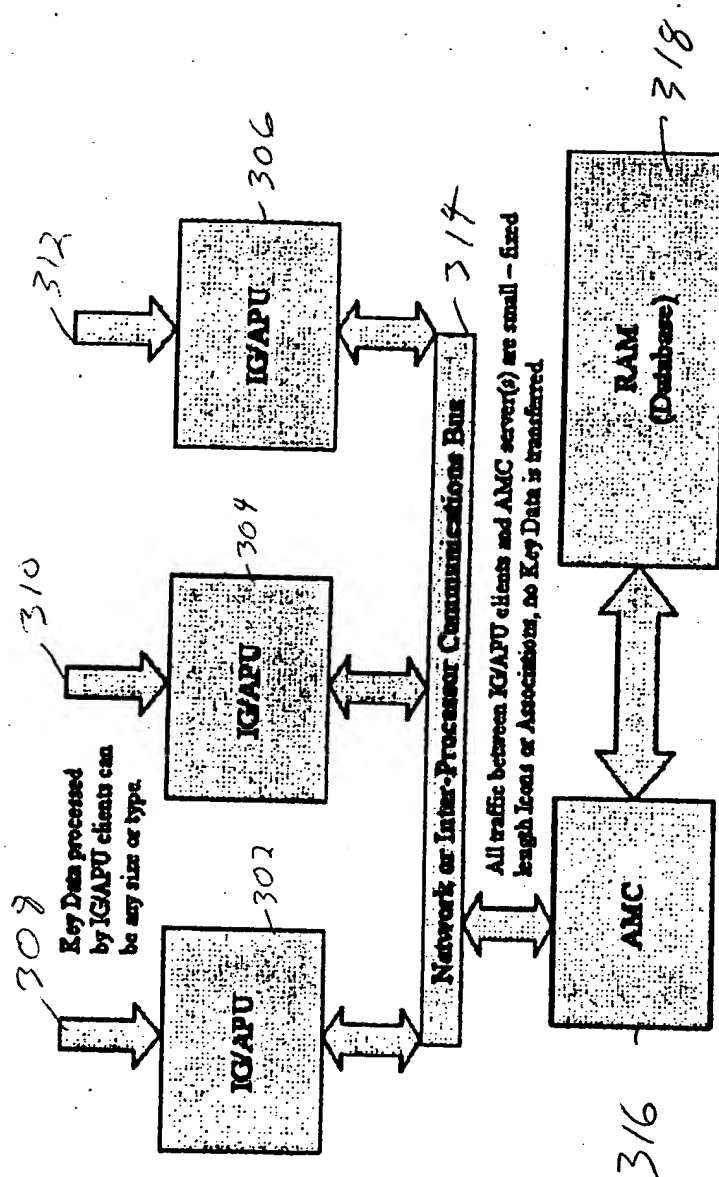 308
310
312
Key Data processed
by IG/APU clients can
be any size or type.
302
304
306
IG/APU
IG/APU
IG/APU
314
Network or Inter-Processor Communications Bus
All traffic between IG/APU clients and AMC server(s) are small – fixed
length Icons or Associations, no Key Data is transferred.
316
AMC
RAM
(Database)
318